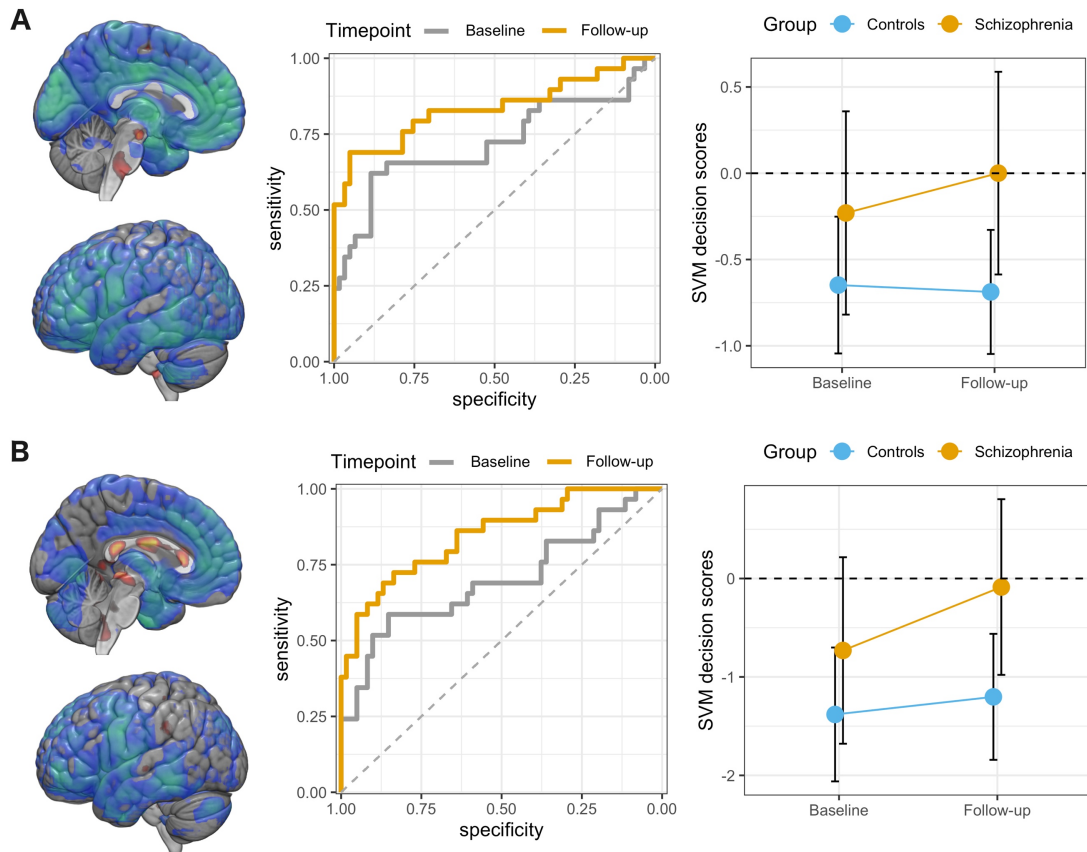 A
Timepoint Baseline Follow-up
1.00
0.75
0.50
0.25
0.00
sensitivity
1.00 0.75 0.50 0.25 0.00
specificity
Group Controls Schizophrenia
0.5
0.0
-0.5
-1.0
SVM decision scores
Baseline Follow-up
B
Timepoint Baseline Follow-up
1.00
0.75
0.50
0.25
0.00
sensitivity
1.00 0.75 0.50 0.25 0.00
specificity
Group Controls Schizophrenia
0
-1
-2
SVM decision scores
Baseline Follow-up